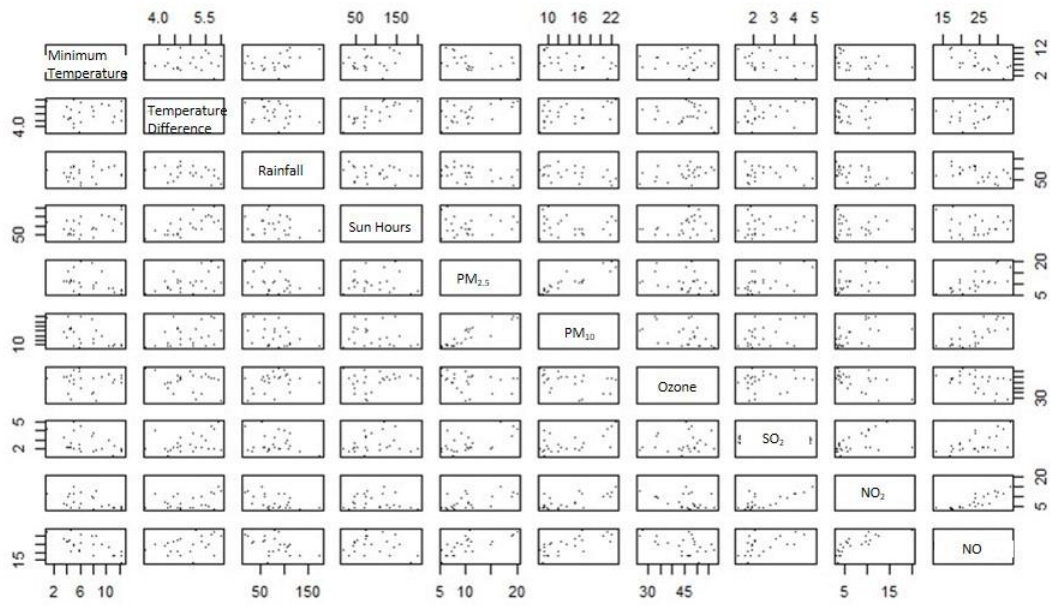 4.0 5.5 50 150 10 16 22 2 3 4 5 15 25
Minimum
Temperature
2 12
4.0
Temperature
Difference
Rainfall
50
50
Sun Hours
PM2.5
5 20
10
PM10
Ozone
30
2 5
SO2
NO2
5 20
15
NO
2 6 10 50 150 5 10 20 30 45 5 15